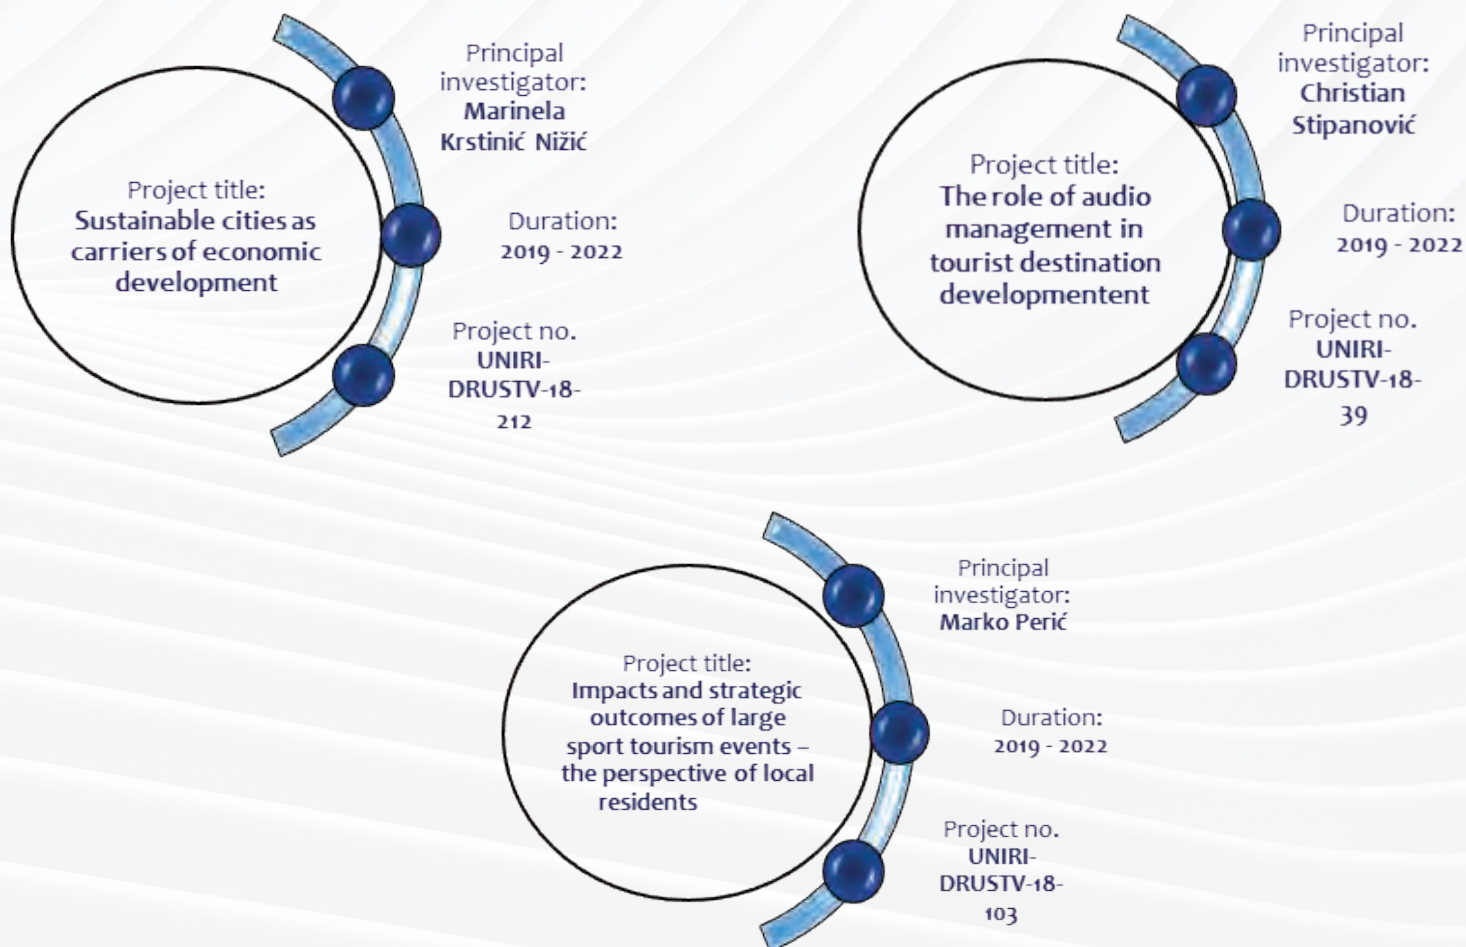 Project title:
Sustainable cities as
carriers of economic
development
Principal
investigator:
Marinela
Krstinić Nižić
Duration:
2019 - 2022
Project no.
UNIRI-
DRUSTV-18-
212
Project title:
The role of audio
management in
tourist destination
developmentent
Principal
investigator:
Christian
Stipanović
Duration:
2019 - 2022
Project no.
UNIRI-
DRUSTV-18-
39
Project title:
Impacts and strategic
outcomes of large
sport tourism events –
the perspective of local
residents
Principal
investigator:
Marko Perić
Duration:
2019 - 2022
Project no.
UNIRI-
DRUSTV-18-
103